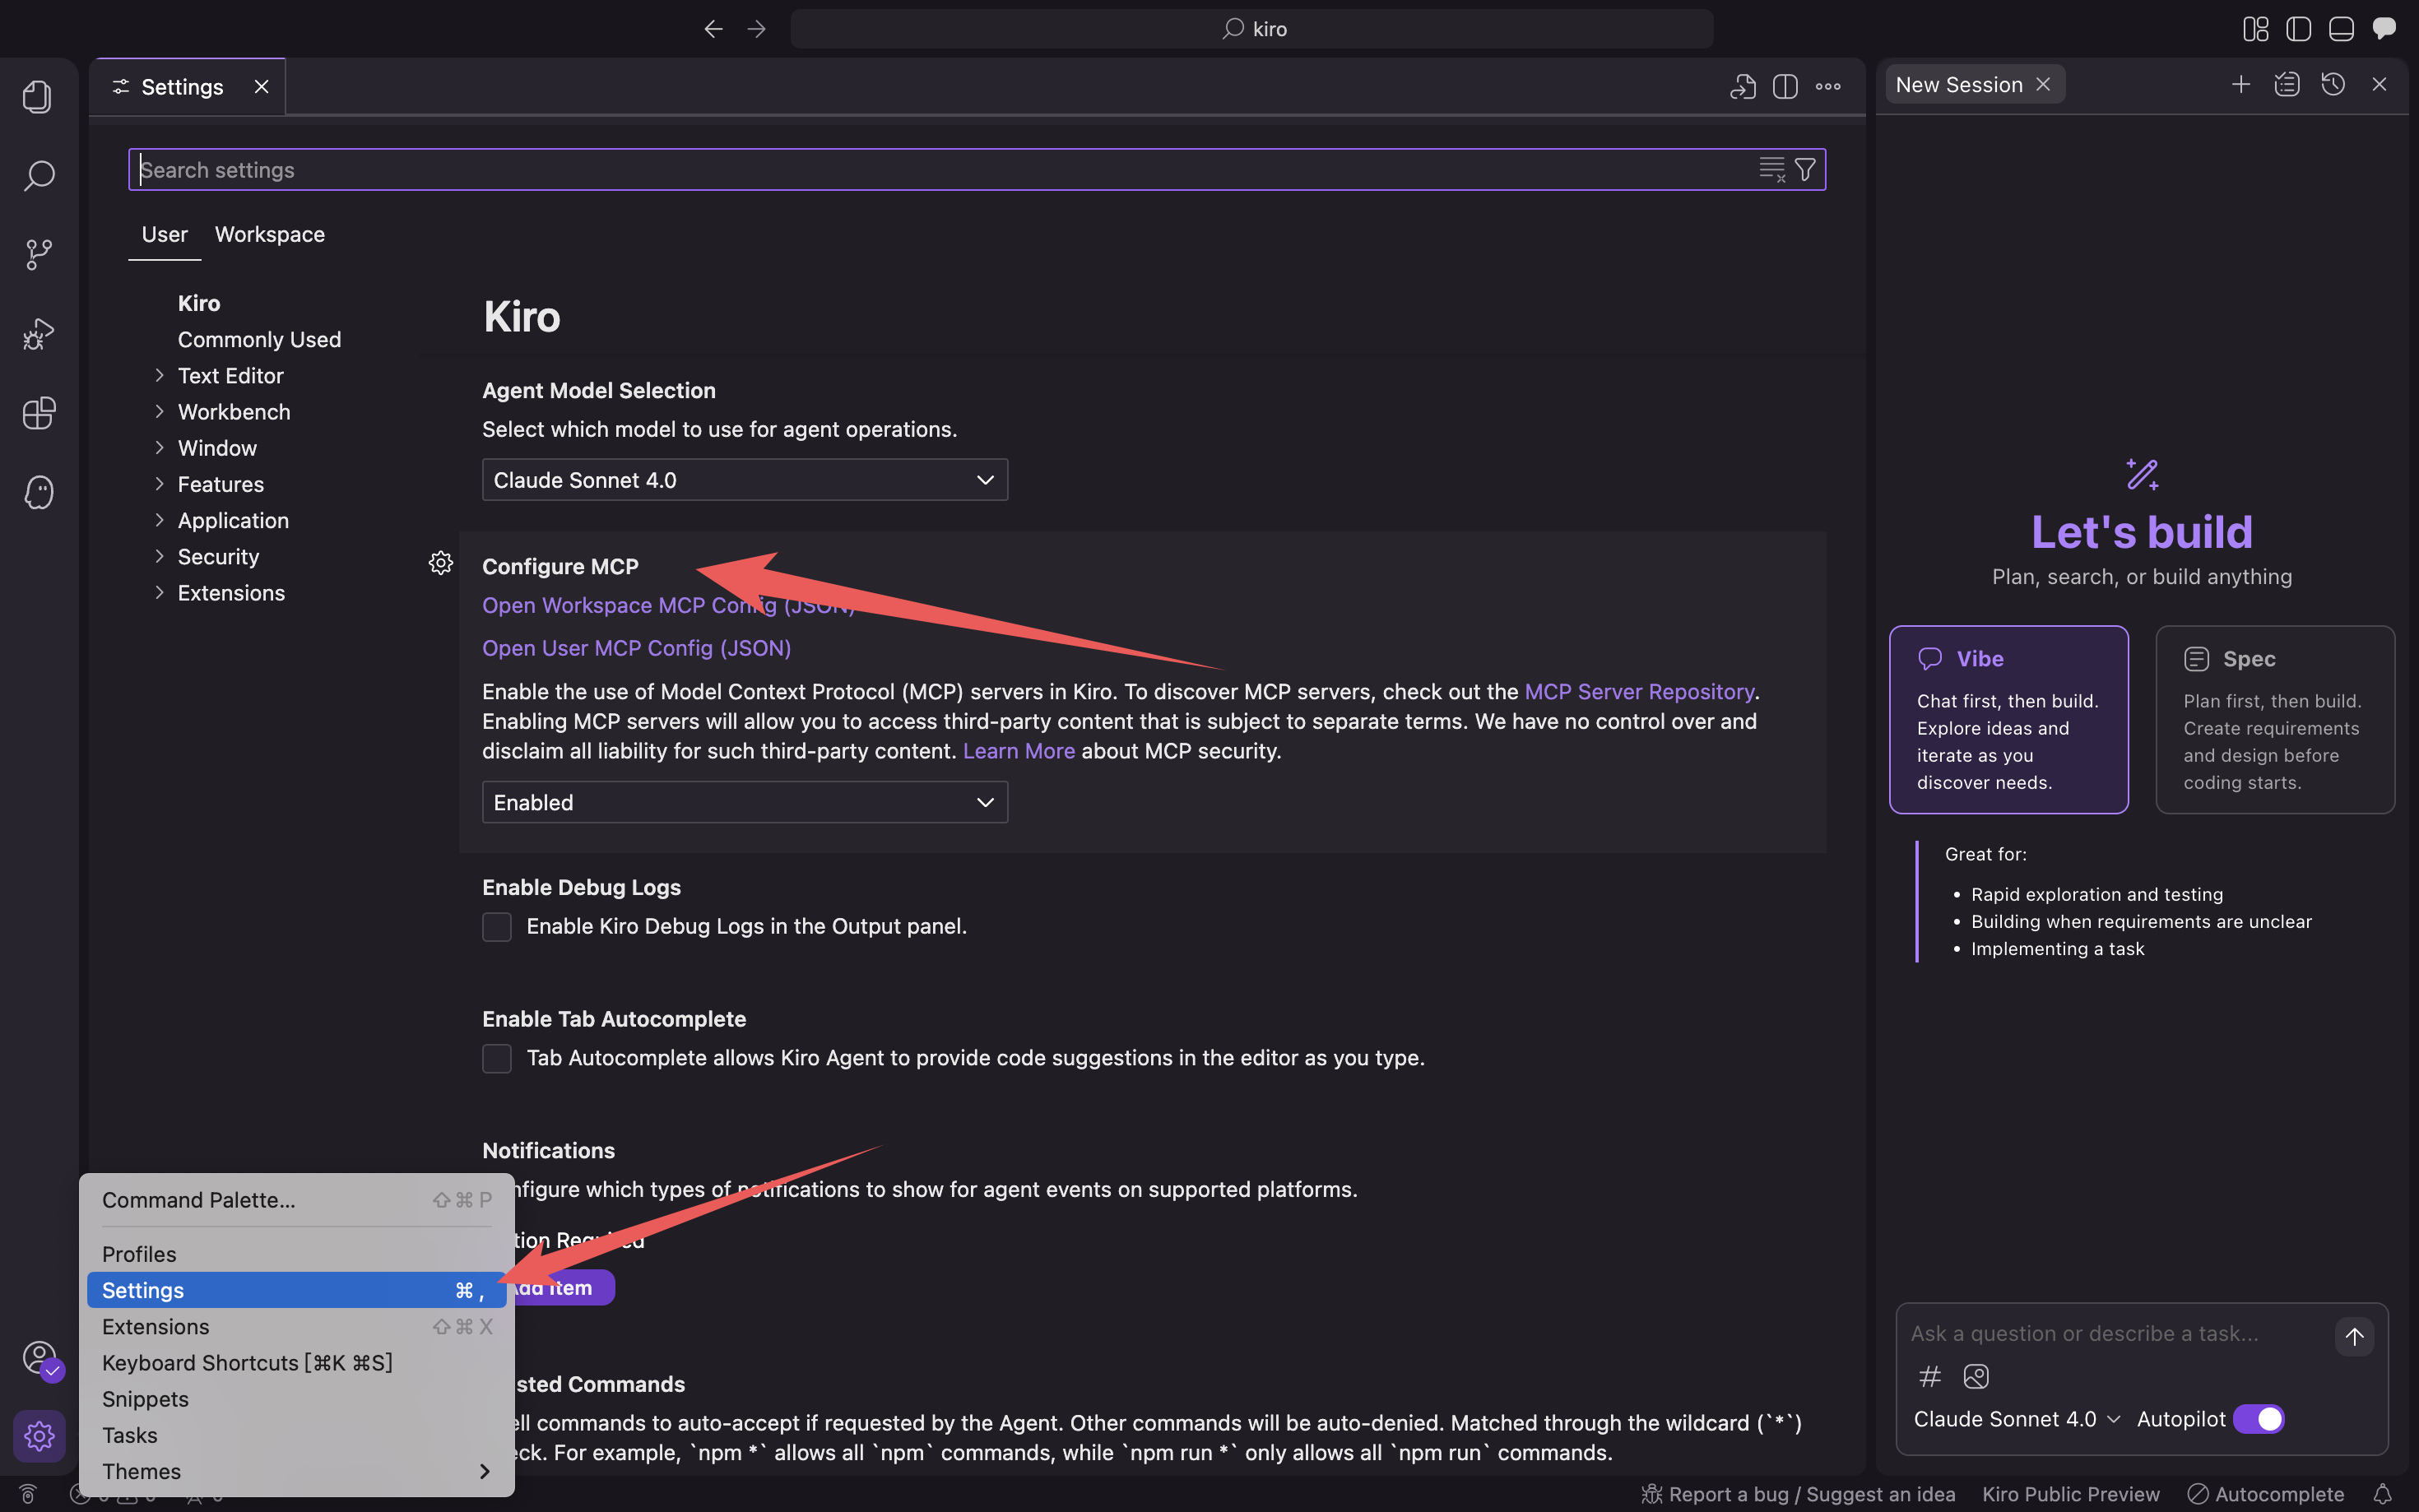 kiro
Settings
Search settings
User Workspace
Kiro
Commonly Used
Text Editor
Workbench
Window
Features
Application
Security
Extensions
Kiro
Agent Model Selection
Select which model to use for agent operations.
Claude Sonnet 4.0
Configure MCP
Open Workspace MCP Config (JSON)
Open User MCP Config (JSON)
Enable the use of Model Context Protocol (MCP) servers in Kiro. To discover MCP servers, check out the MCP Server Repository.
Enabling MCP servers will allow you to access third-party content that is subject to separate terms. We have no control over and
disclaim all liability for such third-party content. Learn More about MCP security.
Enabled
Enable Debug Logs
Enable Kiro Debug Logs in the Output panel.
Enable Tab Autocomplete
Tab Autocomplete allows Kiro Agent to provide code suggestions in the editor as you type.
Notifications
nfigure which types of notifications to show for agent events on supported platforms.
tion Required
Add Item
sted Commands
ell commands to auto-accept if requested by the Agent. Other commands will be auto-denied. Matched through the wildcard (`*`)
eck. For example, `npm *` allows all `npm` commands, while `npm run *` only allows all `npm run` commands.
Command Palette... ⇧⌘P
Profiles
Settings ⌘,
Extensions ⇧⌘X
Keyboard Shortcuts [⌘K ⌘S]
Snippets
Tasks
Themes
New Session
Let's build
Plan, search, or build anything
Vibe
Chat first, then build.
Explore ideas and
iterate as you
discover needs.
Spec
Plan first, then build.
Create requirements
and design before
coding starts.
Great for:
• Rapid exploration and testing
• Building when requirements are unclear
• Implementing a task
Ask a question or describe a task...
Claude Sonnet 4.0 Autopilot
Report a bug / Suggest an idea Kiro Public Preview Autocomplete